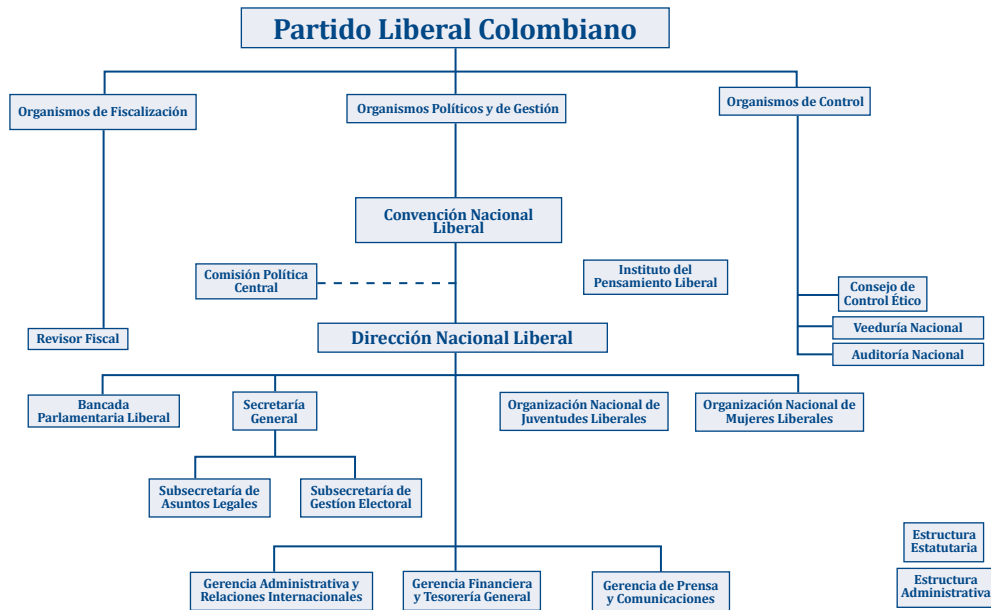 Partido Liberal Colombiano
Organismos de Fiscalización
Organismos Políticos y de Gestión
Organismos de Control
Convención Nacional
Liberal
Comisión Política
Central
Instituto del
Pensamiento Liberal
Consejo de
Control Ético
Veeduría Nacional
Auditoría Nacional
Revisor Fiscal
Dirección Nacional Liberal
Bancada
Parlamentaria Liberal
Secretaría
General
Organización Nacional de
Juventudes Liberales
Organización Nacional de
Mujeres Liberales
Subsecretaría de
Asuntos Legales
Subsecretaría de
Gestíon Electoral
Gerencia Administrativa y
Relaciones Internacionales
Gerencia Financiera
y Tesorería General
Gerencia de Prensa
y Comunicaciones
Estructura
Estatutaria
Estructura
Administrativa